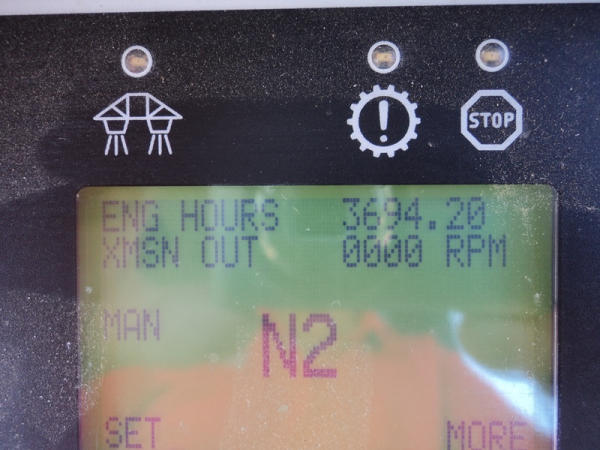 STOP
ENG HOURS 3694.20
XMSN OUT 0000 RPM
MAN N2
SET MORE